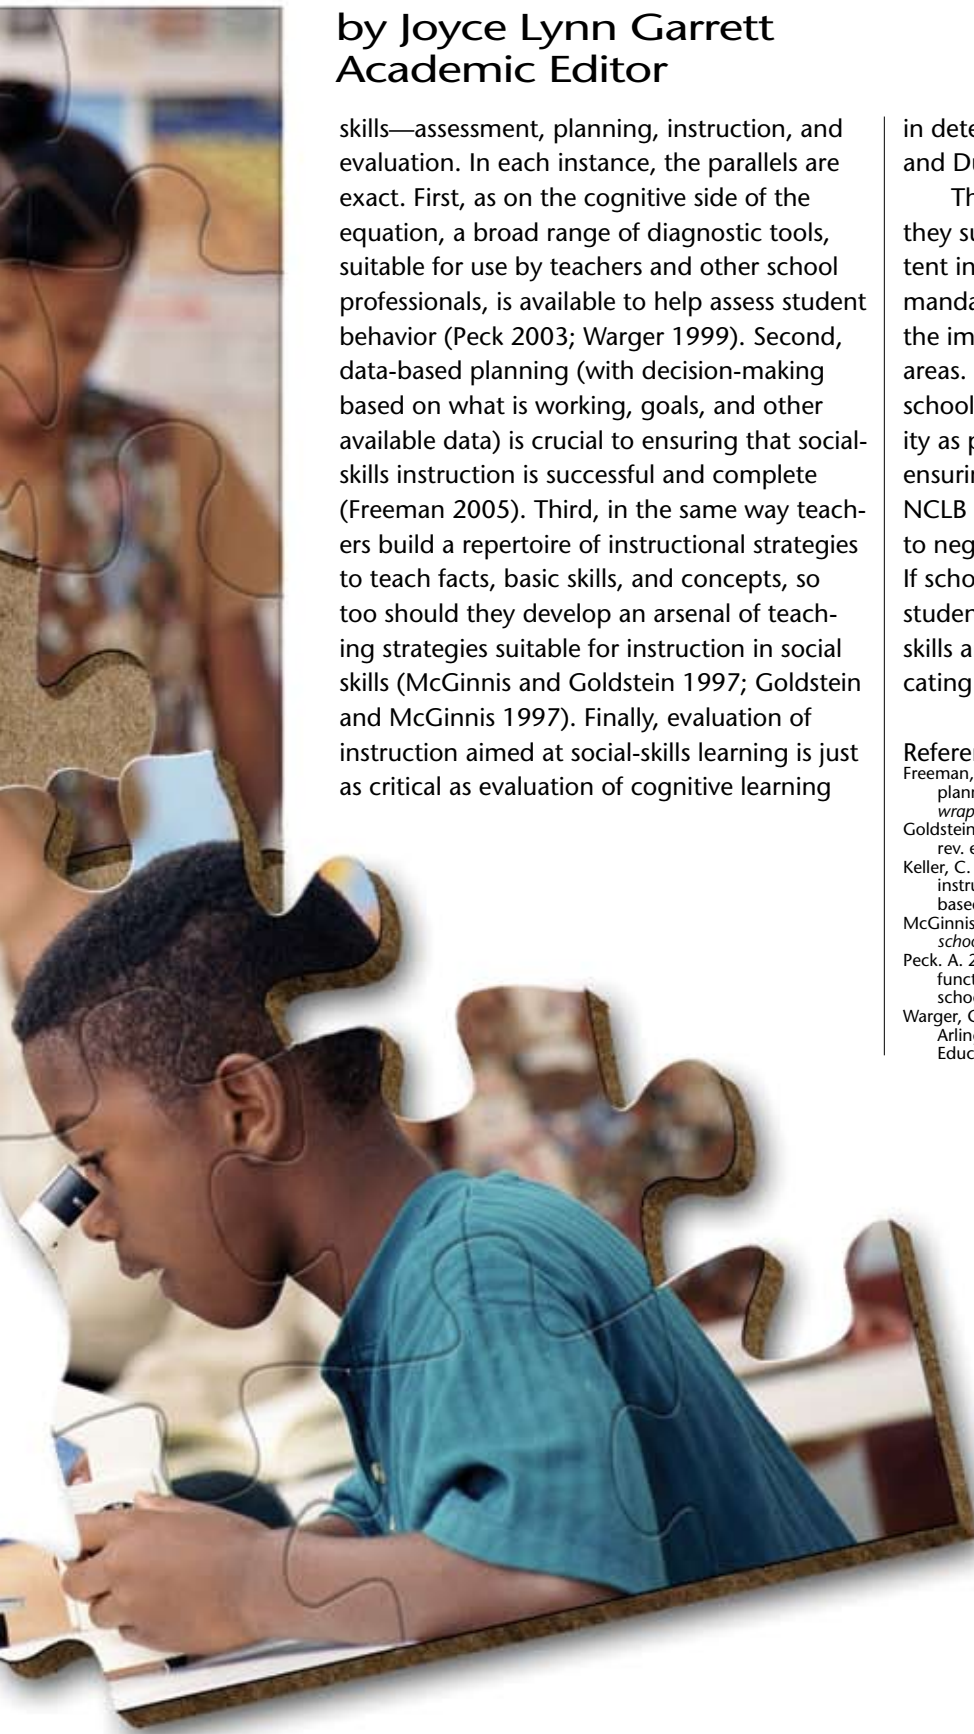 by Joyce Lynn Garrett
Academic Editor
skills—assessment, planning, instruction, and
evaluation. In each instance, the parallels are
exact. First, as on the cognitive side of the
equation, a broad range of diagnostic tools,
suitable for use by teachers and other school
professionals, is available to help assess student
behavior (Peck 2003; Warger 1999). Second,
data-based planning (with decision-making
based on what is working, goals, and other
available data) is crucial to ensuring that social-
skills instruction is successful and complete
(Freeman 2005). Third, in the same way teach-
ers build a repertoire of instructional strategies
to teach facts, basic skills, and concepts, so
too should they develop an arsenal of teach-
ing strategies suitable for instruction in social
skills (McGinnis and Goldstein 1997; Goldstein
and McGinnis 1997). Finally, evaluation of
instruction aimed at social-skills learning is just
as critical as evaluation of cognitive learning
in dete
and Du
Th
they su
tent in
manda
the im
areas.
school
ity as p
ensurin
NCLB
to neg
If scho
studen
skills a
cating
Referen
Freeman,
plann
wrap
Goldstein
rev. e
Keller, C.
instru
based
McGinnis
schoo
Peck. A. 2
funct
schoo
Warger, C
Arling
Educ